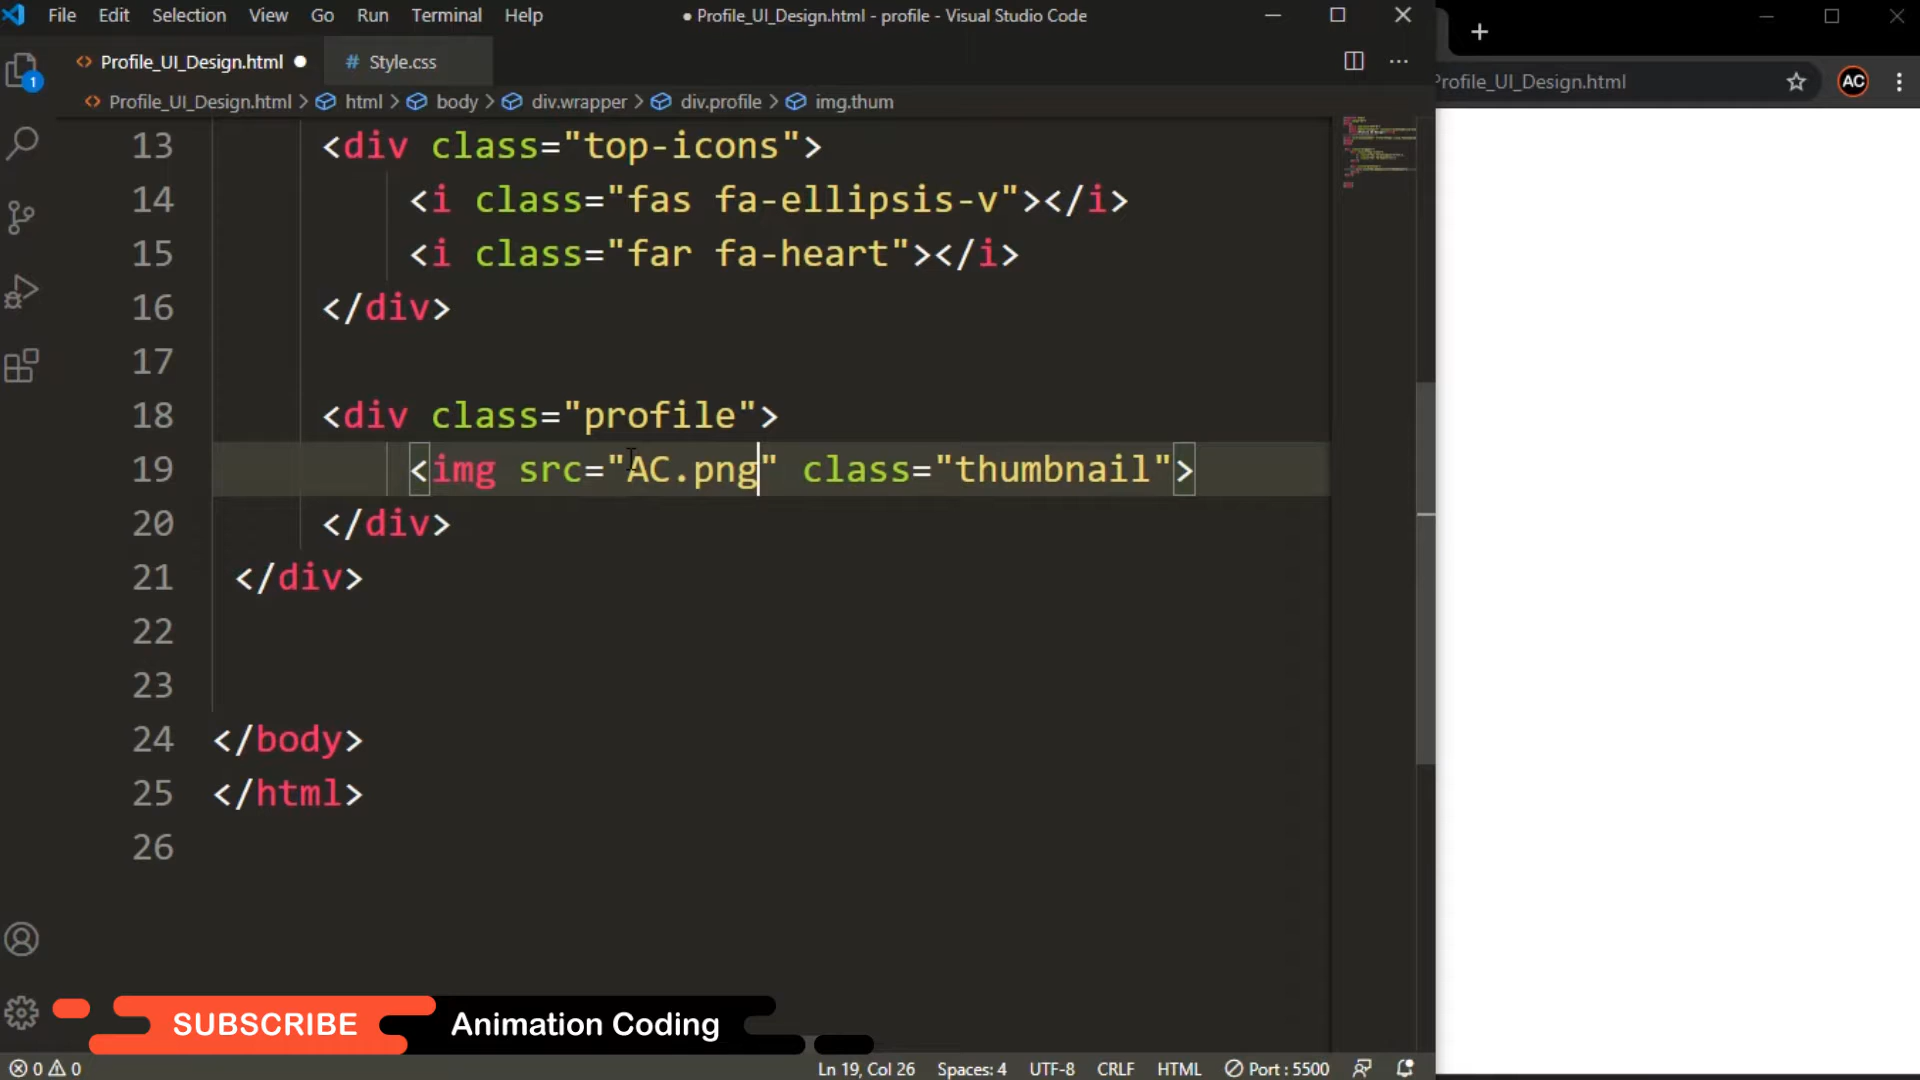 File Edit Selection View Go Run Terminal Help
● Profile_UI_Design.html - profile - Visual Studio Code
Profile_UI_Design.html
# Style.css
Profile_UI_Design.html > html > body > div.wrapper > div.profile > img.thum
rofile_UI_Design.html
AC
1
13 <div class="top-icons">
14 <i class="fas fa-ellipsis-v"></i>
15 <i class="far fa-heart"></i>
16 </div>
17
18 <div class="profile">
19 <img src="AC.png" class="thumbnail">
20 </div>
21 </div>
22
23
24 </body>
25 </html>
26
SUBSCRIBE Animation Coding
0 0 Ln 19, Col 26 Spaces: 4 UTF-8 CRLF HTML Port : 5500